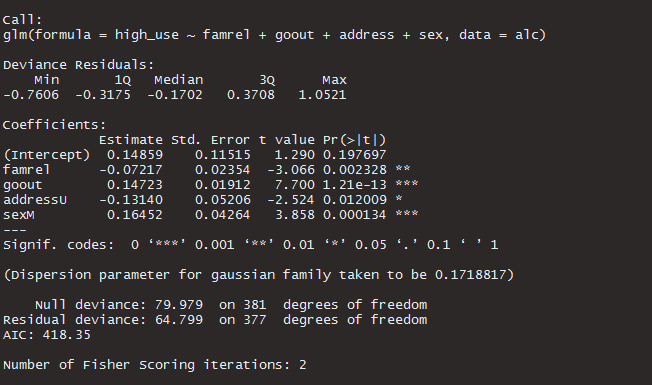 Call:
glm(formula = high_use ~ famrel + goout + address + sex, data = alc)
Deviance Residuals:
    Min       1Q   Median       3Q      Max
-0.7606  -0.3175  -0.1702   0.3708   1.0521
Coefficients:
            Estimate Std. Error t value Pr(>|t|)
(Intercept)  0.14859    0.11515   1.290 0.197697
famrel      -0.07217    0.02354  -3.066 0.002328 **
goout        0.14723    0.01912   7.700 1.21e-13 ***
addressU    -0.13140    0.05206  -2.524 0.012009 *
sexM         0.16452    0.04264   3.858 0.000134 ***
---
Signif. codes:  0 ‘***’ 0.001 ‘**’ 0.01 ‘*’ 0.05 ‘.’ 0.1 ‘ ’ 1
(Dispersion parameter for gaussian family taken to be 0.1718817)
    Null deviance: 79.979  on 381  degrees of freedom
Residual deviance: 64.799  on 377  degrees of freedom
AIC: 418.35
Number of Fisher Scoring iterations: 2